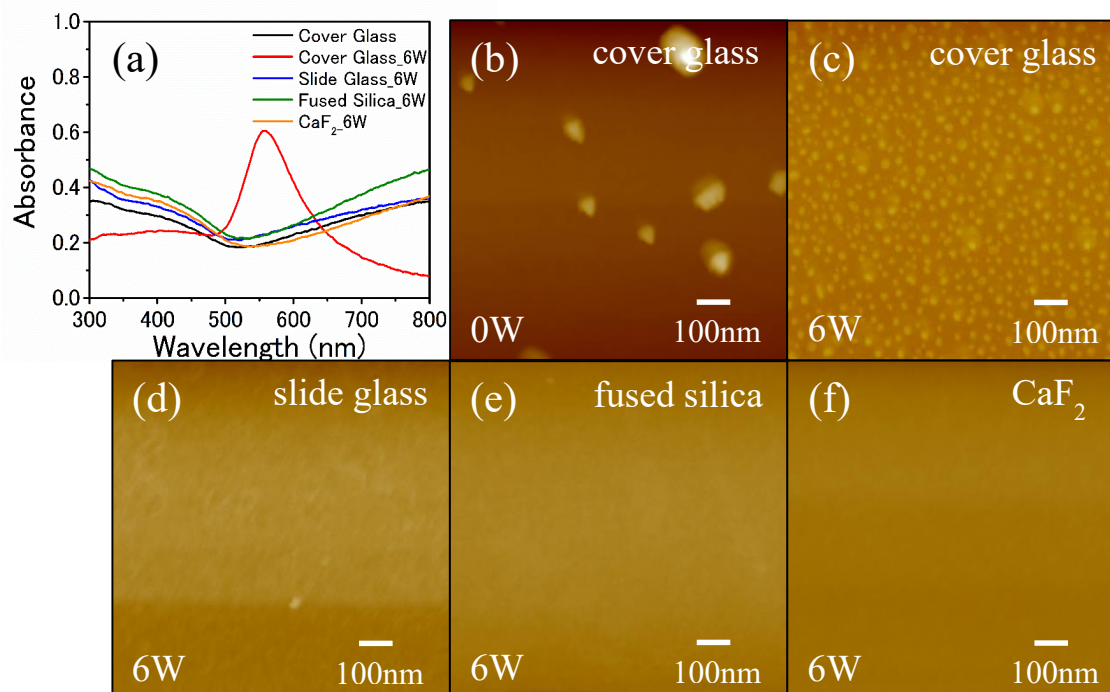 (a)
Cover Glass
Cover Glass_6W
Slide Glass_6W
Fused Silica_6W
CaF₂_6W
Absorbance
1.0
0.8
0.6
0.4
0.2
0.0
300 400 500 600 700 800
Wavelength (nm)
(b) cover glass
0W 100nm
(c) cover glass
6W 100nm
(d) slide glass
6W 100nm
(e) fused silica
6W 100nm
(f) CaF₂
6W 100nm